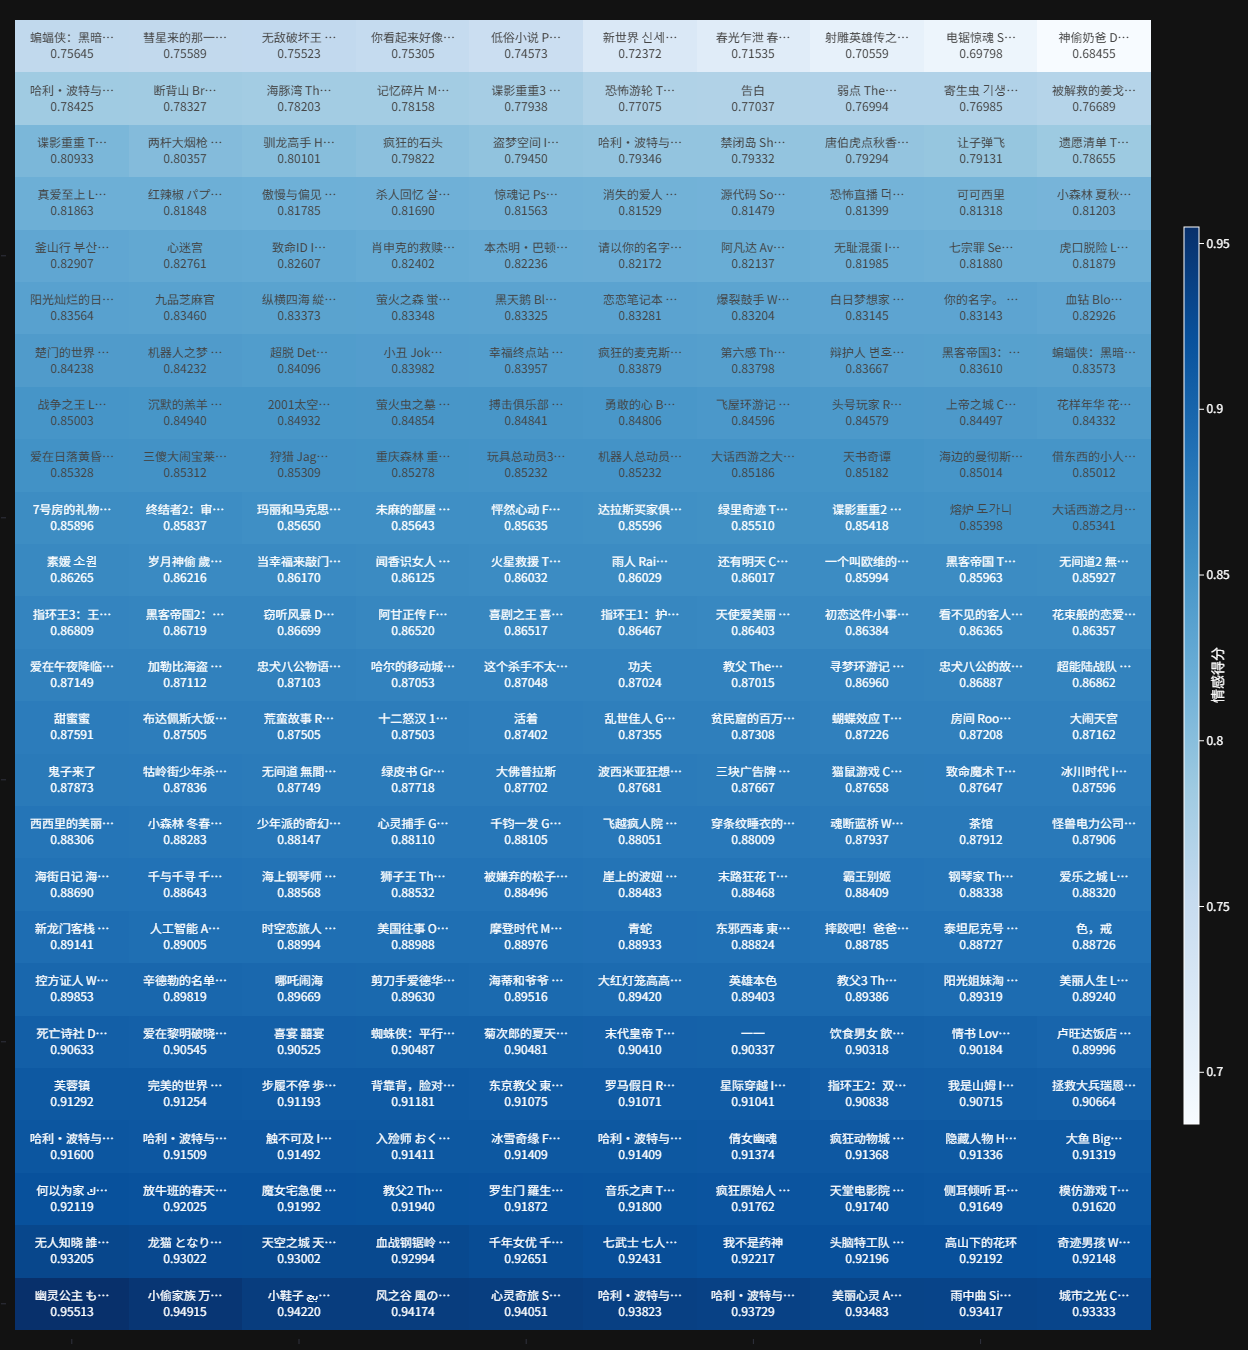 蝙蝠侠：黑暗… 彗星来的那一… 无敌破坏王 … 你看起来好像… 低俗小说 P… 新世界 신세… 春光乍泄 春… 射雕英雄传之… 电锯惊魂 S… 神偷奶爸 D…
0.75645 0.75589 0.75523 0.75305 0.74573 0.72372 0.71535 0.70559 0.69798 0.68455
哈利·波特与… 断背山 Br… 海豚湾 Th… 记忆碎片 M… 谍影重重3 … 恐怖游轮 T… 告白 弱点 The… 寄生虫 기생… 被解救的姜戈…
0.78425 0.78327 0.78203 0.78158 0.77938 0.77075 0.77037 0.76994 0.76985 0.76689
谍影重重 T… 两杆大烟枪 … 驯龙高手 H… 疯狂的石头 盗梦空间 I… 哈利·波特与… 禁闭岛 Sh… 唐伯虎点秋香… 让子弹飞 遗愿清单 T…
0.80933 0.80357 0.80101 0.79822 0.79450 0.79346 0.79332 0.79294 0.79131 0.78655
真爱至上 L… 红辣椒 パプ… 傲慢与偏见 … 杀人回忆 살… 惊魂记 Ps… 消失的爱人 … 源代码 So… 恐怖直播 더… 可可西里 小森林 夏秋…
0.81863 0.81848 0.81785 0.81690 0.81563 0.81529 0.81479 0.81399 0.81318 0.81203
釜山行 부산… 心迷宫 致命ID I… 肖申克的救赎… 本杰明·巴顿… 请以你的名字… 阿凡达 Av… 无耻混蛋 I… 七宗罪 Se… 虎口脱险 L…
0.82907 0.82761 0.82607 0.82402 0.82236 0.82172 0.82137 0.81985 0.81880 0.81879
阳光灿烂的日… 九品芝麻官 纵横四海 縱… 萤火之森 蛍… 黑天鹅 Bl… 恋恋笔记本 … 爆裂鼓手 W… 白日梦想家 … 你的名字。 … 血钻 Blo…
0.83564 0.83460 0.83373 0.83348 0.83325 0.83281 0.83204 0.83145 0.83143 0.82926
楚门的世界 … 机器人之梦 … 超脱 Det… 小丑 Jok… 幸福终点站 … 疯狂的麦克斯… 第六感 Th… 辩护人 변호… 黑客帝国3：… 蝙蝠侠：黑暗…
0.84238 0.84232 0.84096 0.83982 0.83957 0.83879 0.83798 0.83667 0.83610 0.83573
战争之王 L… 沉默的羔羊 … 2001太空… 萤火虫之墓 … 搏击俱乐部 … 勇敢的心 B… 飞屋环游记 … 头号玩家 R… 上帝之城 C… 花样年华 花…
0.85003 0.84940 0.84932 0.84854 0.84841 0.84806 0.84596 0.84579 0.84497 0.84332
爱在日落黄昏… 三傻大闹宝莱… 狩猎 Jag… 重庆森林 重… 玩具总动员3… 机器人总动员… 大话西游之大… 天书奇谭 海边的曼彻斯… 借东西的小人…
0.85328 0.85312 0.85309 0.85278 0.85232 0.85232 0.85186 0.85182 0.85014 0.85012
7号房的礼物… 终结者2：审… 玛丽和马克思… 未麻的部屋 … 怦然心动 F… 达拉斯买家俱… 绿里奇迹 T… 谍影重重2 … 熔炉 도가니 大话西游之月…
0.85896 0.85837 0.85650 0.85643 0.85635 0.85596 0.85510 0.85418 0.85398 0.85341
素媛 소원 岁月神偷 歲… 当幸福来敲门… 闻香识女人 … 火星救援 T… 雨人 Rai… 还有明天 C… 一个叫欧维的… 黑客帝国 T… 无间道2 無…
0.86265 0.86216 0.86170 0.86125 0.86032 0.86029 0.86017 0.85994 0.85963 0.85927
指环王3：王… 黑客帝国2：… 窃听风暴 D… 阿甘正传 F… 喜剧之王 喜… 指环王1：护… 天使爱美丽 … 初恋这件小事… 看不见的客人… 花束般的恋爱…
0.86809 0.86719 0.86699 0.86520 0.86517 0.86467 0.86403 0.86384 0.86365 0.86357
爱在午夜降临… 加勒比海盗 … 忠犬八公物语… 哈尔的移动城… 这个杀手不太… 功夫 教父 The… 寻梦环游记 … 忠犬八公的故… 超能陆战队 …
0.87149 0.87112 0.87103 0.87053 0.87048 0.87024 0.87015 0.86960 0.86887 0.86862
甜蜜蜜 布达佩斯大饭… 荒蛮故事 R… 十二怒汉 1… 活着 乱世佳人 G… 贫民窟的百万… 蝴蝶效应 T… 房间 Roo… 大闹天宫
0.87591 0.87505 0.87505 0.87503 0.87402 0.87355 0.87308 0.87226 0.87208 0.87162
鬼子来了 牯岭街少年杀… 无间道 無間… 绿皮书 Gr… 大佛普拉斯 波西米亚狂想… 三块广告牌 … 猫鼠游戏 C… 致命魔术 T… 冰川时代 I…
0.87873 0.87836 0.87749 0.87718 0.87702 0.87681 0.87667 0.87658 0.87647 0.87596
西西里的美丽… 小森林 冬春… 少年派的奇幻… 心灵捕手 G… 千钧一发 G… 飞越疯人院 … 穿条纹睡衣的… 魂断蓝桥 W… 茶馆 怪兽电力公司…
0.88306 0.88283 0.88147 0.88110 0.88105 0.88051 0.88009 0.87937 0.87912 0.87906
海街日记 海… 千与千寻 千… 海上钢琴师 … 狮子王 Th… 被嫌弃的松子… 崖上的波妞 … 末路狂花 T… 霸王别姬 钢琴家 Th… 爱乐之城 L…
0.88690 0.88643 0.88568 0.88532 0.88496 0.88483 0.88468 0.88409 0.88338 0.88320
新龙门客栈 … 人工智能 A… 时空恋旅人 … 美国往事 O… 摩登时代 M… 青蛇 东邪西毒 東… 摔跤吧！爸爸… 泰坦尼克号 … 色，戒
0.89141 0.89005 0.88994 0.88988 0.88976 0.88933 0.88824 0.88785 0.88727 0.88726
控方证人 W… 辛德勒的名单… 哪吒闹海 剪刀手爱德华… 海蒂和爷爷 … 大红灯笼高高… 英雄本色 教父3 Th… 阳光姐妹淘 … 美丽人生 L…
0.89853 0.89819 0.89669 0.89630 0.89516 0.89420 0.89403 0.89386 0.89319 0.89240
死亡诗社 D… 爱在黎明破晓… 喜宴 囍宴 蜘蛛侠：平行… 菊次郎的夏天… 末代皇帝 T… 一一 饮食男女 飲… 情书 Lov… 卢旺达饭店 …
0.90633 0.90545 0.90525 0.90487 0.90481 0.90410 0.90337 0.90318 0.90184 0.89996
芙蓉镇 完美的世界 … 步履不停 歩… 背靠背，脸对… 东京教父 東… 罗马假日 R… 星际穿越 I… 指环王2：双… 我是山姆 I… 拯救大兵瑞恩…
0.91292 0.91254 0.91193 0.91181 0.91075 0.91071 0.91041 0.90838 0.90715 0.90664
哈利·波特与… 哈利·波特与… 触不可及 I… 入殓师 おく… 冰雪奇缘 F… 哈利·波特与… 倩女幽魂 疯狂动物城 … 隐藏人物 H… 大鱼 Big…
0.91600 0.91509 0.91492 0.91411 0.91409 0.91409 0.91374 0.91368 0.91336 0.91319
何以为家 ك… 放牛班的春天… 魔女宅急便 … 教父2 Th… 罗生门 羅生… 音乐之声 T… 疯狂原始人 … 天堂电影院 … 侧耳倾听 耳… 模仿游戏 T…
0.92119 0.92025 0.91992 0.91940 0.91872 0.91800 0.91762 0.91740 0.91649 0.91620
无人知晓 誰… 龙猫 となり… 天空之城 天… 血战钢锯岭 … 千年女优 千… 七武士 七人… 我不是药神 头脑特工队 … 高山下的花环 奇迹男孩 W…
0.93205 0.93022 0.93002 0.92994 0.92651 0.92431 0.92217 0.92196 0.92192 0.92148
幽灵公主 も… 小偷家族 万… 小鞋子 … 风之谷 風の… 心灵奇旅 S… 哈利·波特与… 哈利·波特与… 美丽心灵 A… 雨中曲 Si… 城市之光 C…
0.95513 0.94915 0.94220 0.94174 0.94051 0.93823 0.93729 0.93483 0.93417 0.93333
0.95
0.9
0.85
0.8
0.75
0.7
情感得分